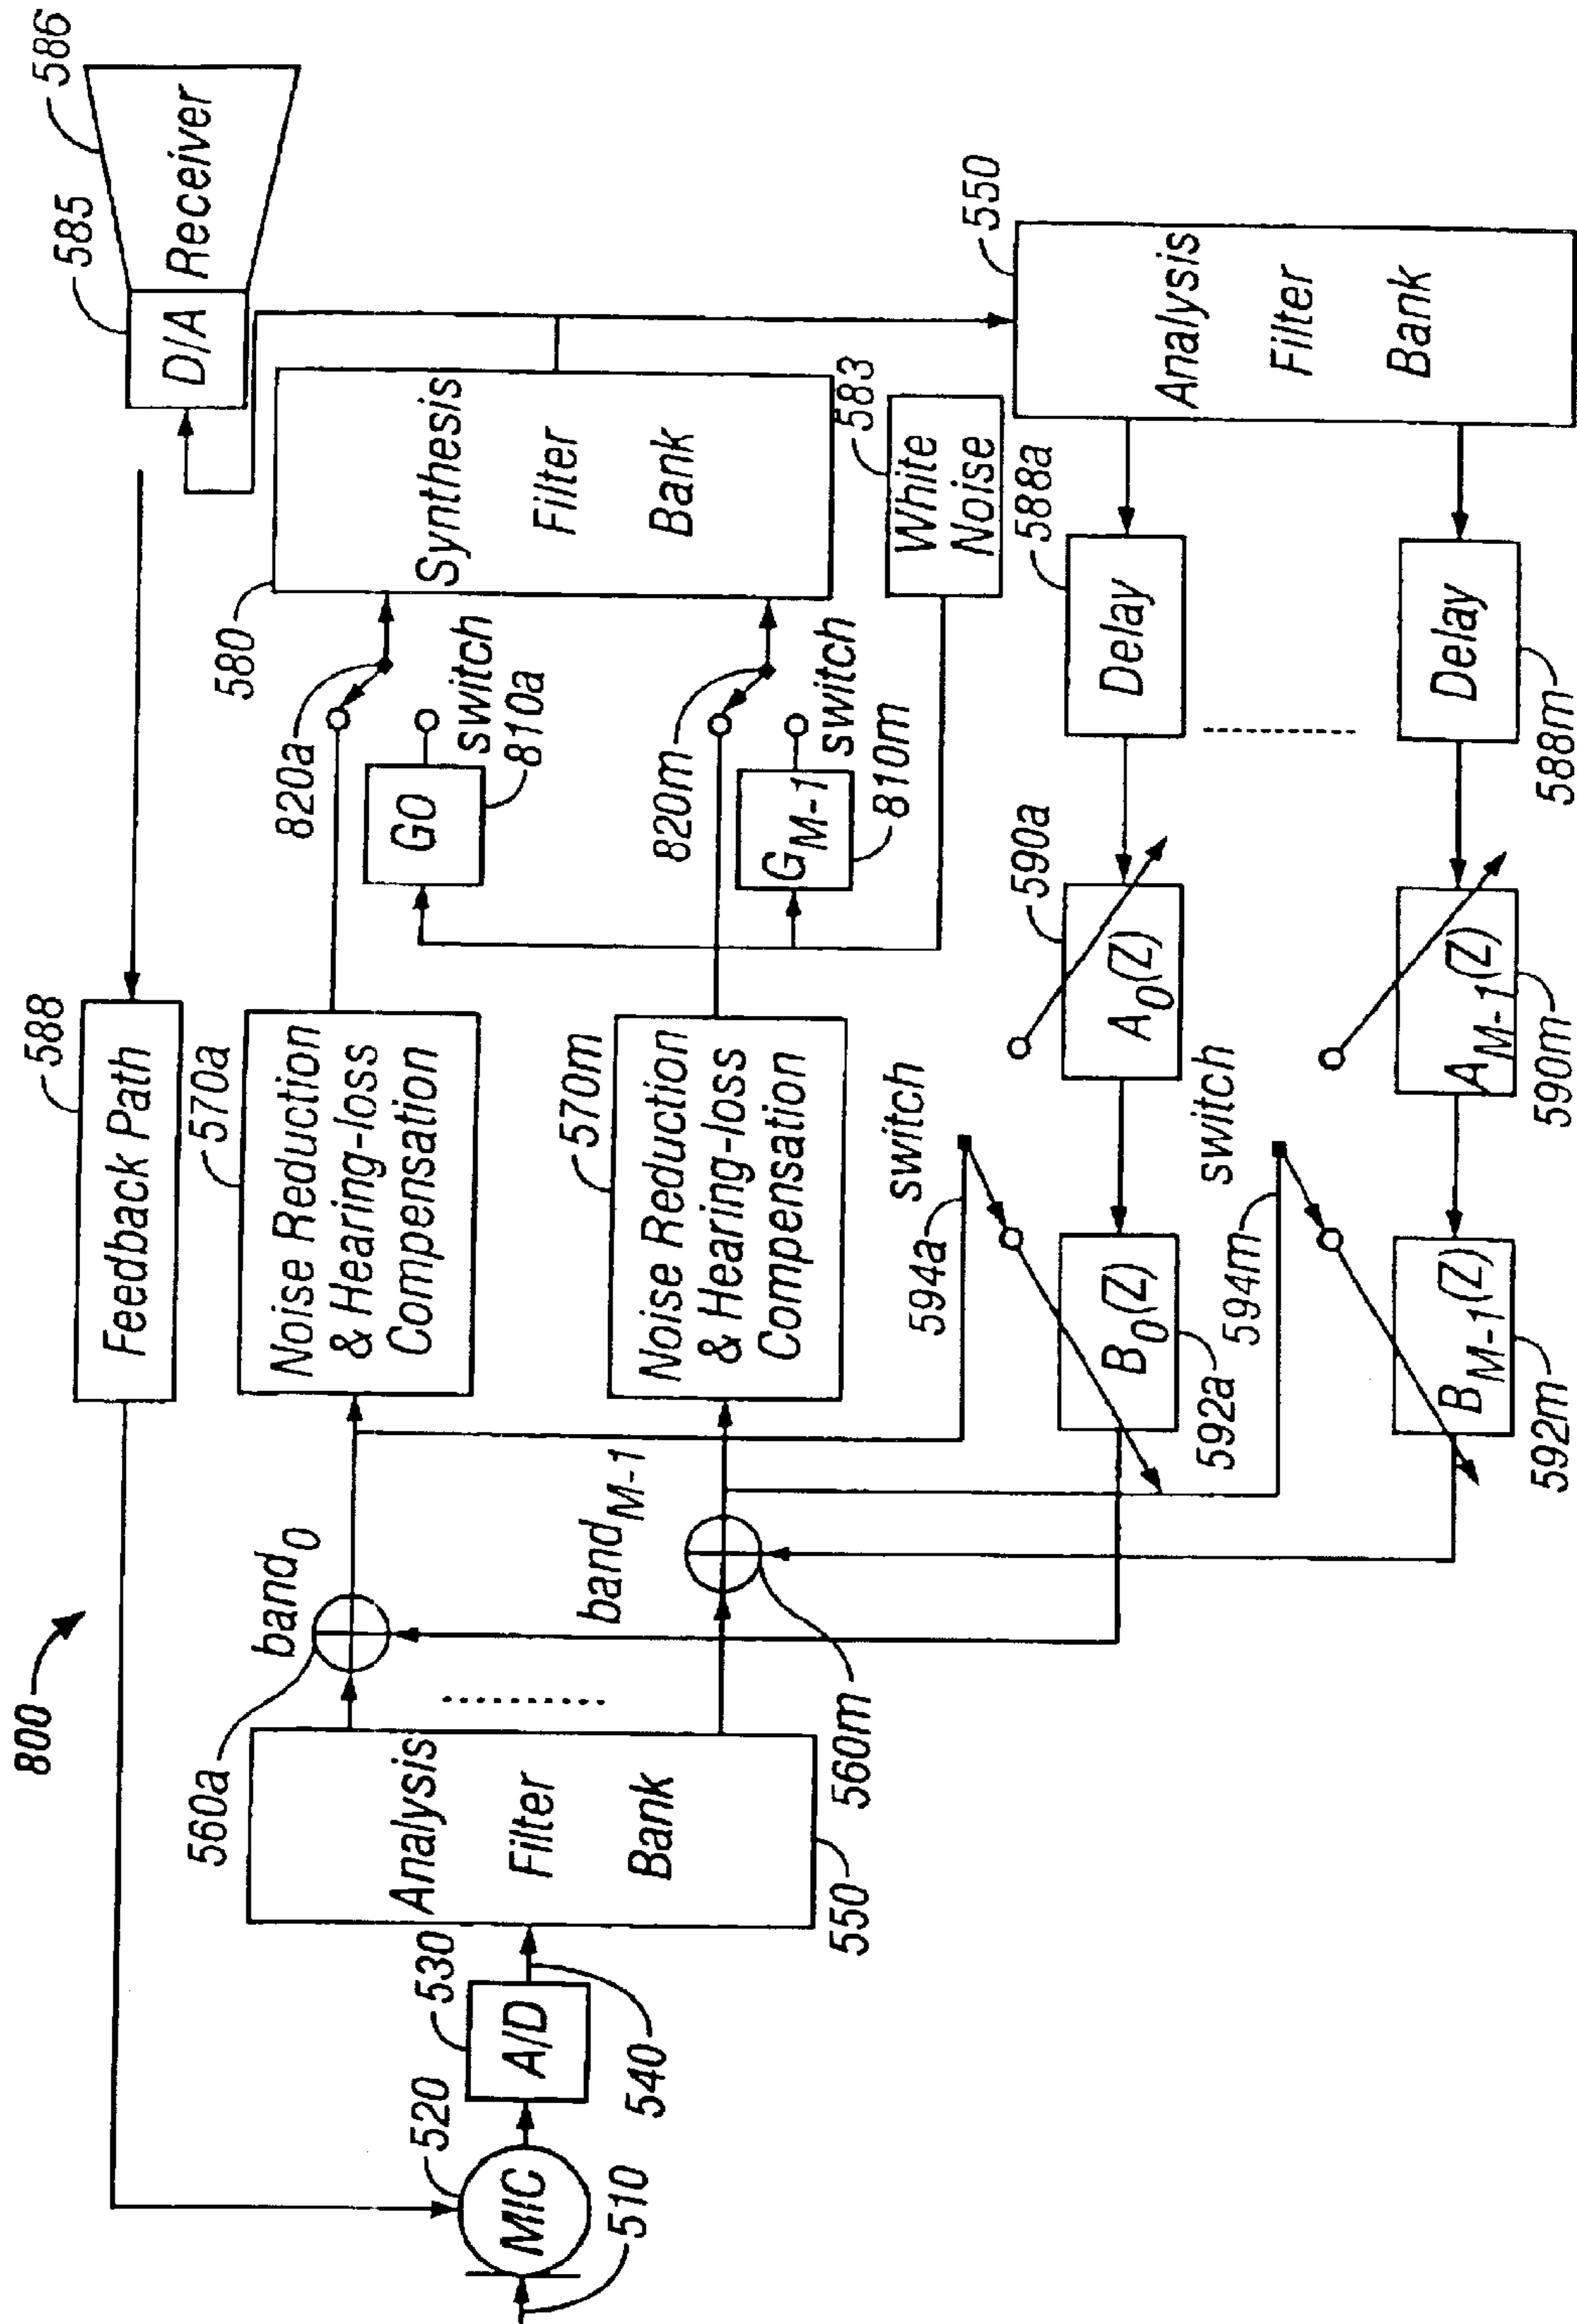 800
588
Feedback Path
586
585
D/A
Receiver
570a
Noise Reduction
& Hearing-loss
Compensation
820a
580
Synthesis
Filter
Bank
560a
band0
G0
switch
810a
510
MIC
520
A/D
530
540
Analysis
Filter
Bank
550
bandM-1
560m
570m
Noise Reduction
& Hearing-loss
Compensation
820m
GM-1
switch
810m
583
White
Noise
594a
switch
590a
588a
550
Analysis
Filter
Bank
B0(Z)
592a
A0(Z)
Delay
594m
switch
BM-1(Z)
592m
AM-1(Z)
590m
Delay
588m